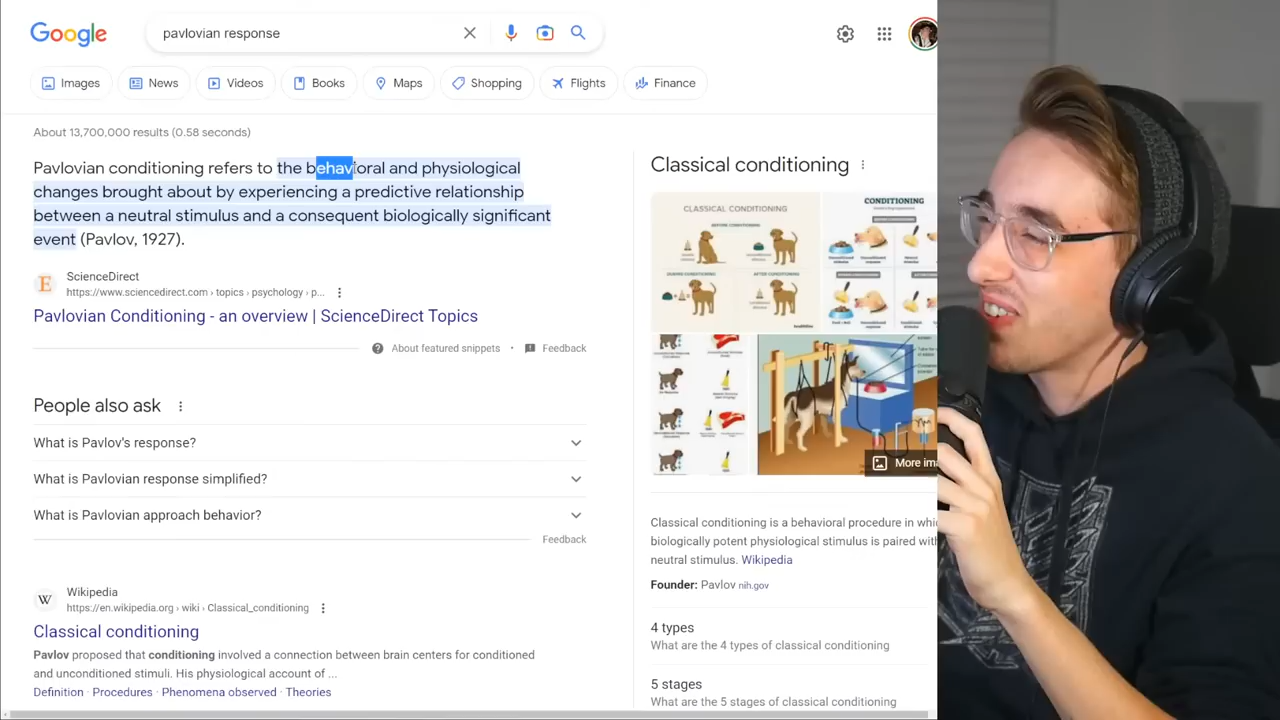 Google
pavlovian response
Images
News
Videos
Books
Maps
Shopping
Flights
Finance
About 13,700,000 results (0.58 seconds)
Pavlovian conditioning refers to the behavioral and physiological
changes brought about by experiencing a predictive relationship
between a neutral stimulus and a consequent biologically significant
event (Pavlov, 1927).
E
ScienceDirect
https://www.sciencedirect.com › topics › psychology › p...
Pavlovian Conditioning - an overview | ScienceDirect Topics
About featured snippets
•
Feedback
People also ask
What is Pavlov's response?
What is Pavlovian response simplified?
What is Pavlovian approach behavior?
Feedback
W
Wikipedia
https://en.wikipedia.org › wiki › Classical_conditioning
Classical conditioning
Pavlov proposed that conditioning involved a connection between brain centers for conditioned
and unconditioned stimuli. His physiological account of ...
Definition · Procedures · Phenomena observed · Theories
Classical conditioning
CLASSICAL CONDITIONING
CONDITIONING
More ima
Classical conditioning is a behavioral procedure in whic
biologically potent physiological stimulus is paired with
neutral stimulus. Wikipedia
Founder: Pavlov nih.gov
4 types
What are the 4 types of classical conditioning
5 stages
What are the 5 stages of classical conditioning